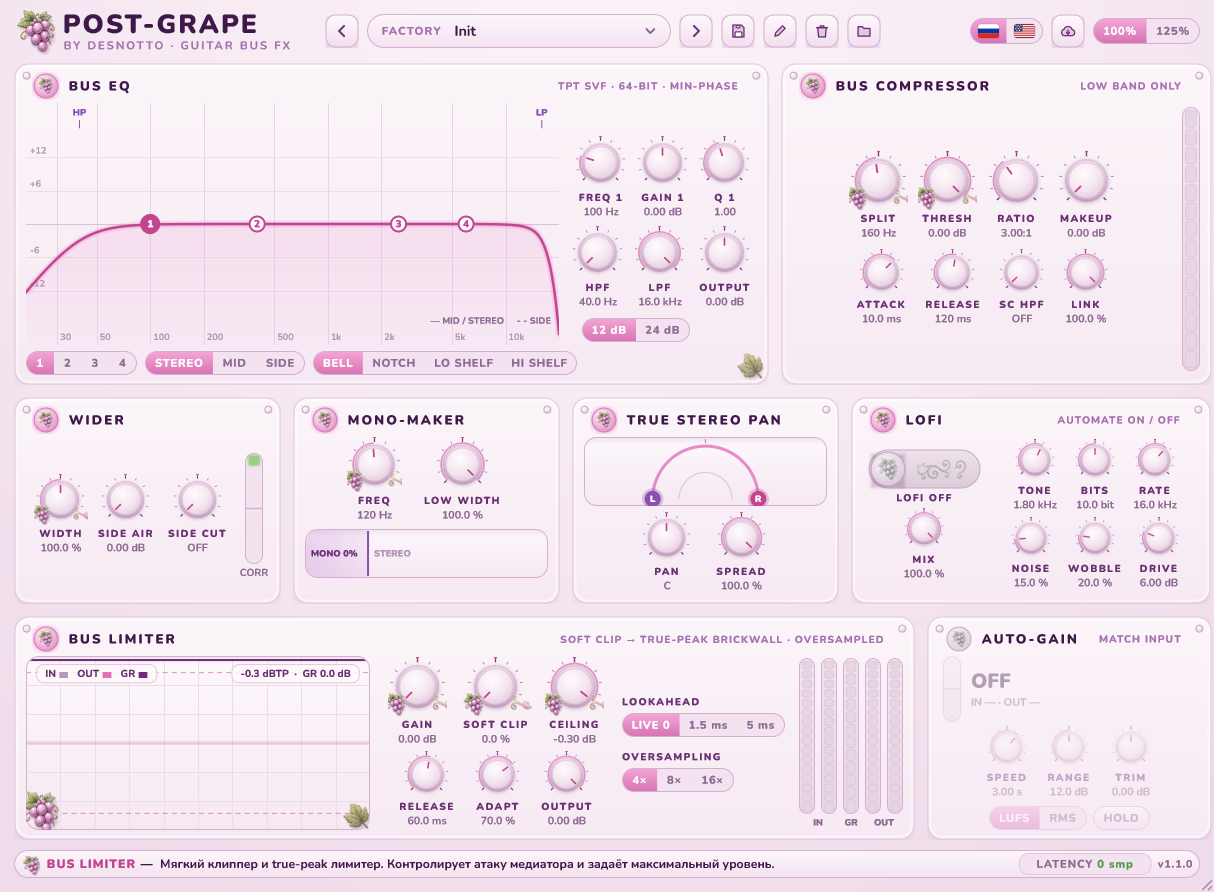 POST-GRAPE
BY DESNOTTO · GUITAR BUS FX
FACTORY Init
100% 125%
BUS EQ
TPT SVF · 64-BIT · MIN-PHASE
HP
LP
+12
+6
-6
-12
30 50 100 200 500 1k 2k 5k 10k
1 2 3 4
— MID / STEREO - - SIDE
FREQ 1 GAIN 1 Q 1
100 Hz 0.00 dB 1.00
HPF LPF OUTPUT
40.0 Hz 16.0 kHz 0.00 dB
12 dB 24 dB
1 2 3 4 STEREO MID SIDE BELL NOTCH LO SHELF HI SHELF
BUS COMPRESSOR
LOW BAND ONLY
SPLIT THRESH RATIO MAKEUP
160 Hz 0.00 dB 3.00:1 0.00 dB
ATTACK RELEASE SC HPF LINK
10.0 ms 120 ms OFF 100.0 %
WIDER
WIDTH SIDE AIR SIDE CUT
100.0 % 0.00 dB OFF
CORR
MONO-MAKER
FREQ LOW WIDTH
120 Hz 100.0 %
MONO 0% STEREO
TRUE STEREO PAN
L R
PAN SPREAD
C 100.0 %
LOFI
AUTOMATE ON / OFF
LOFI OFF
MIX
100.0 %
TONE BITS RATE
1.80 kHz 10.0 bit 16.0 kHz
NOISE WOBBLE DRIVE
15.0 % 20.0 % 6.00 dB
BUS LIMITER
SOFT CLIP → TRUE-PEAK BRICKWALL · OVERSAMPLED
IN OUT GR
-0.3 dBTP · GR 0.0 dB
GAIN SOFT CLIP CEILING
0.00 dB 0.0 % -0.30 dB
RELEASE ADAPT OUTPUT
60.0 ms 70.0 % 0.00 dB
LOOKAHEAD
LIVE 0 1.5 ms 5 ms
OVERSAMPLING
4× 8× 16×
IN GR OUT
AUTO-GAIN
MATCH INPUT
OFF
IN — · OUT —
SPEED RANGE TRIM
3.00 s 12.0 dB 0.00 dB
LUFS RMS HOLD
BUS LIMITER — Мягкий клиппер и true-peak лимитер. Контролирует атаку медиатора и задаёт максимальный уровень.
LATENCY 0 smp
v1.1.0